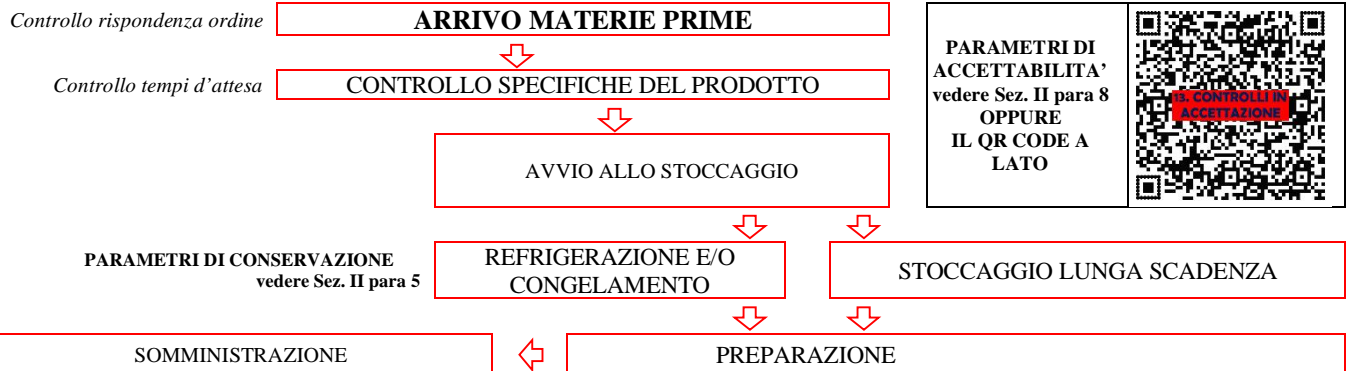 Controllo rispondenza ordine
ARRIVO MATERIE PRIME
Controllo tempi d'attesa
CONTROLLO SPECIFICHE DEL PRODOTTO
AVVIO ALLO STOCCAGGIO
PARAMETRI DI
ACCETTABILITA'
vedere Sez. II para 8
OPPURE
IL QR CODE A
LATO
13. CONTROLLI IN
ACCETTAZIONE
PARAMETRI DI CONSERVAZIONE
vedere Sez. II para 5
REFRIGERAZIONE E/O
CONGELAMENTO
STOCCAGGIO LUNGA SCADENZA
SOMMINISTRAZIONE
PREPARAZIONE